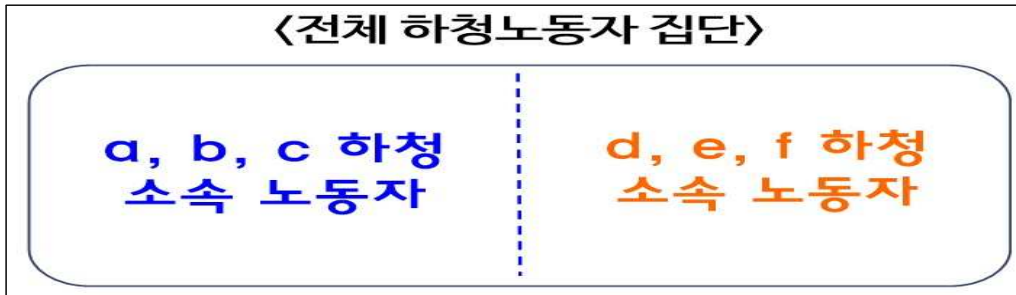 <전체 하청노동자 집단>
a, b, c 하청
소속 노동자
d, e, f 하청
소속 노동자